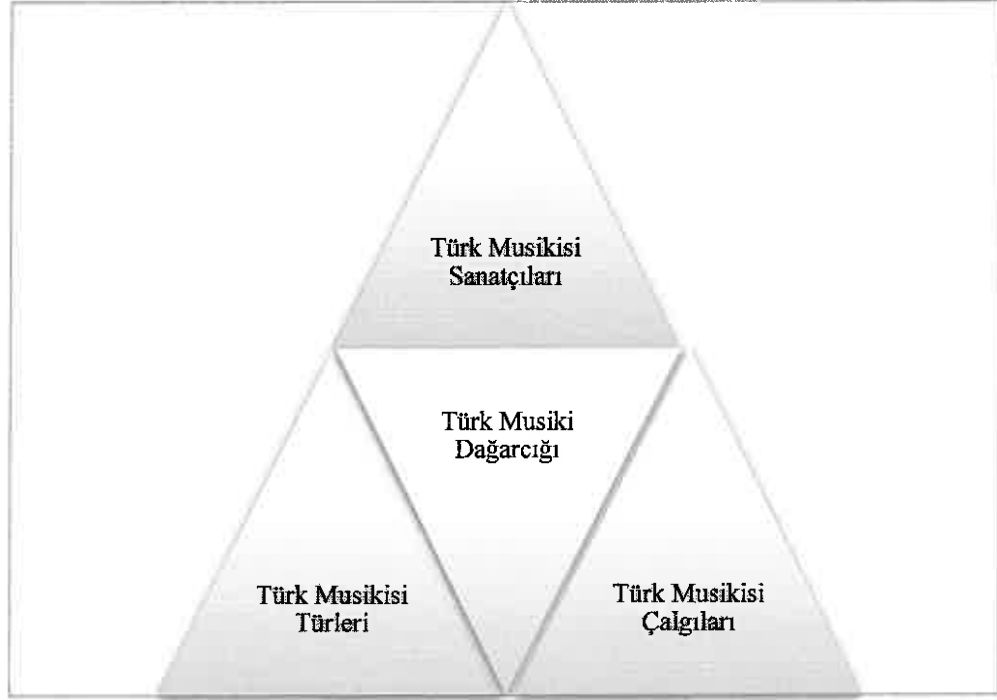 Türk Musikisi
Sanatçıları
Türk Musiki
Dağarcığı
Türk Musikisi
Türleri
Türk Musikisi
Çalgıları